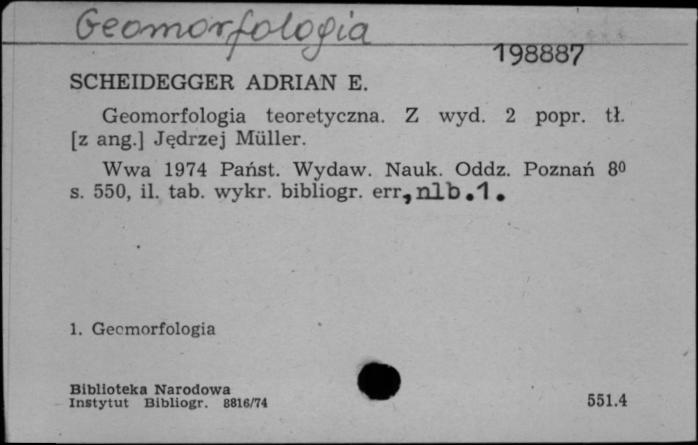 Geomorfologia
198887
SCHEIDEGGER ADRIAN E.
Geomorfologia teoretyczna. Z wyd. 2 popr. tł.
[z ang.] Jędrzej Müller.
Wwa 1974 Państ. Wydaw. Nauk. Oddz. Poznań 8⁰
s. 550, il. tab. wykr. bibliogr. err, nlb.1.
1. Geomorfologia
Biblioteka Narodowa
Instytut Bibliogr. 8816/74
551.4